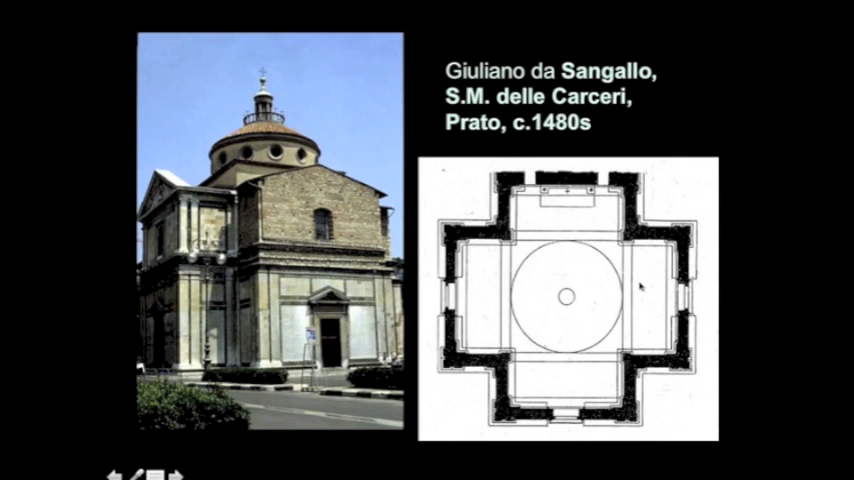 Giuliano da Sangallo,
S.M. delle Carceri,
Prato, c.1480s